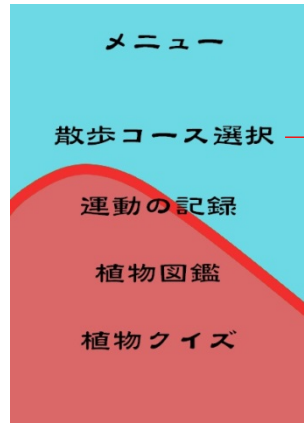 メニュー
散歩コース選択
運動の記録
植物図鑑
植物クイズ